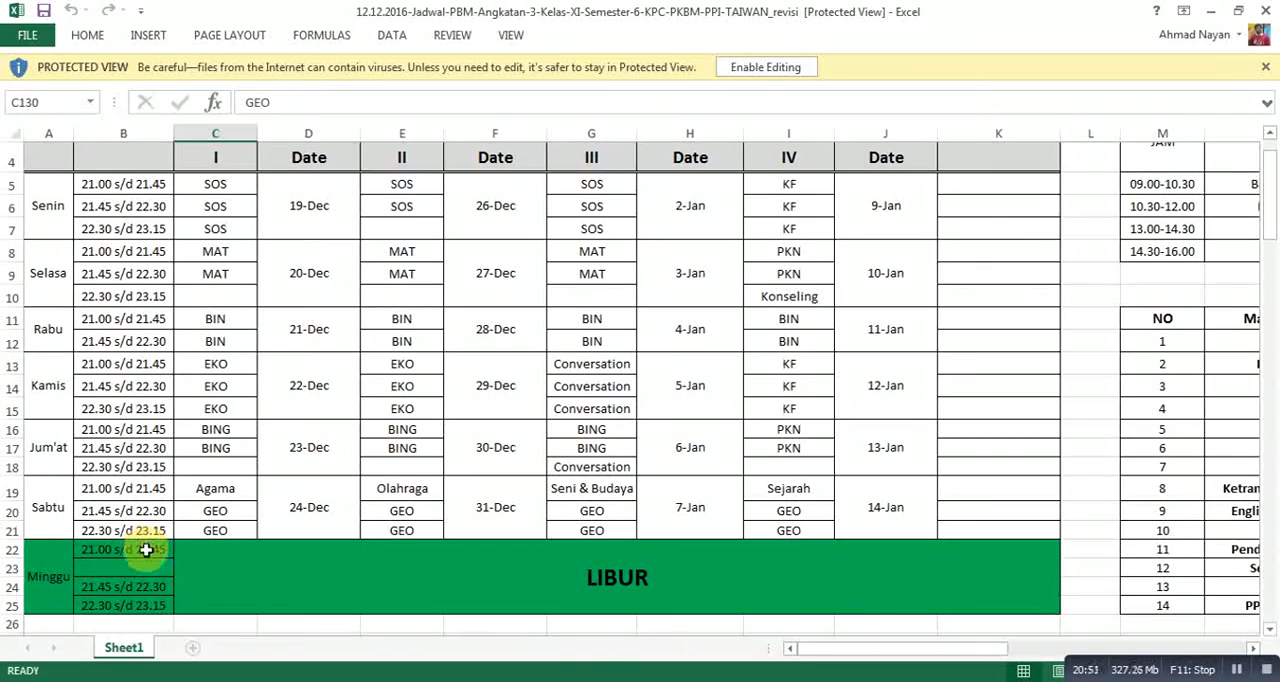 12.12.2016-Jadwal-PBM-Angkatan-3-Kelas-XI-Semester-6-KPC-PKBM-PPI-TAIWAN_revisi [Protected View] - Excel
FILE HOME INSERT PAGE LAYOUT FORMULAS DATA REVIEW VIEW Ahmad Nayan
PROTECTED VIEW Be careful—files from the Internet can contain viruses. Unless you need to edit, it's safer to stay in Protected View. Enable Editing
C130 fx GEO
A B C D E F G H I J K L M
4 I Date II Date III Date IV Date JAM
5 21.00 s/d 21.45 SOS SOS SOS KF 09.00-10.30
6 Senin 21.45 s/d 22.30 SOS 19-Dec SOS 26-Dec SOS 2-Jan KF 9-Jan 10.30-12.00
7 22.30 s/d 23.15 SOS SOS KF 13.00-14.30
8 21.00 s/d 21.45 MAT MAT MAT PKN 14.30-16.00
9 Selasa 21.45 s/d 22.30 MAT 20-Dec MAT 27-Dec MAT 3-Jan PKN 10-Jan
10 22.30 s/d 23.15 Konseling
11 Rabu 21.00 s/d 21.45 BIN 21-Dec BIN 28-Dec BIN 4-Jan BIN 11-Jan NO Ma
12 21.45 s/d 22.30 BIN BIN BIN BIN 1
13 21.00 s/d 21.45 EKO EKO Conversation KF 2
14 Kamis 21.45 s/d 22.30 EKO 22-Dec EKO 29-Dec Conversation 5-Jan KF 12-Jan 3
15 22.30 s/d 23.15 EKO EKO Conversation KF 4
16 21.00 s/d 21.45 BING BING BING PKN 5
17 Jum'at 21.45 s/d 22.30 BING 23-Dec BING 30-Dec BING 6-Jan PKN 13-Jan 6
18 22.30 s/d 23.15 Conversation 7
19 21.00 s/d 21.45 Agama Olahraga Seni & Budaya Sejarah 8 Ketran
20 Sabtu 21.45 s/d 22.30 GEO 24-Dec GEO 31-Dec GEO 7-Jan GEO 14-Jan 9 Engli
21 22.30 s/d 23.15 GEO GEO GEO GEO 10
22 21.00 s/d 21.45 11 Pend
23 Minggu LIBUR 12 Se
24 21.45 s/d 22.30 13
25 22.30 s/d 23.15 14 PP
26
Sheet1
READY 20:51 327.26 Mb F11: Stop